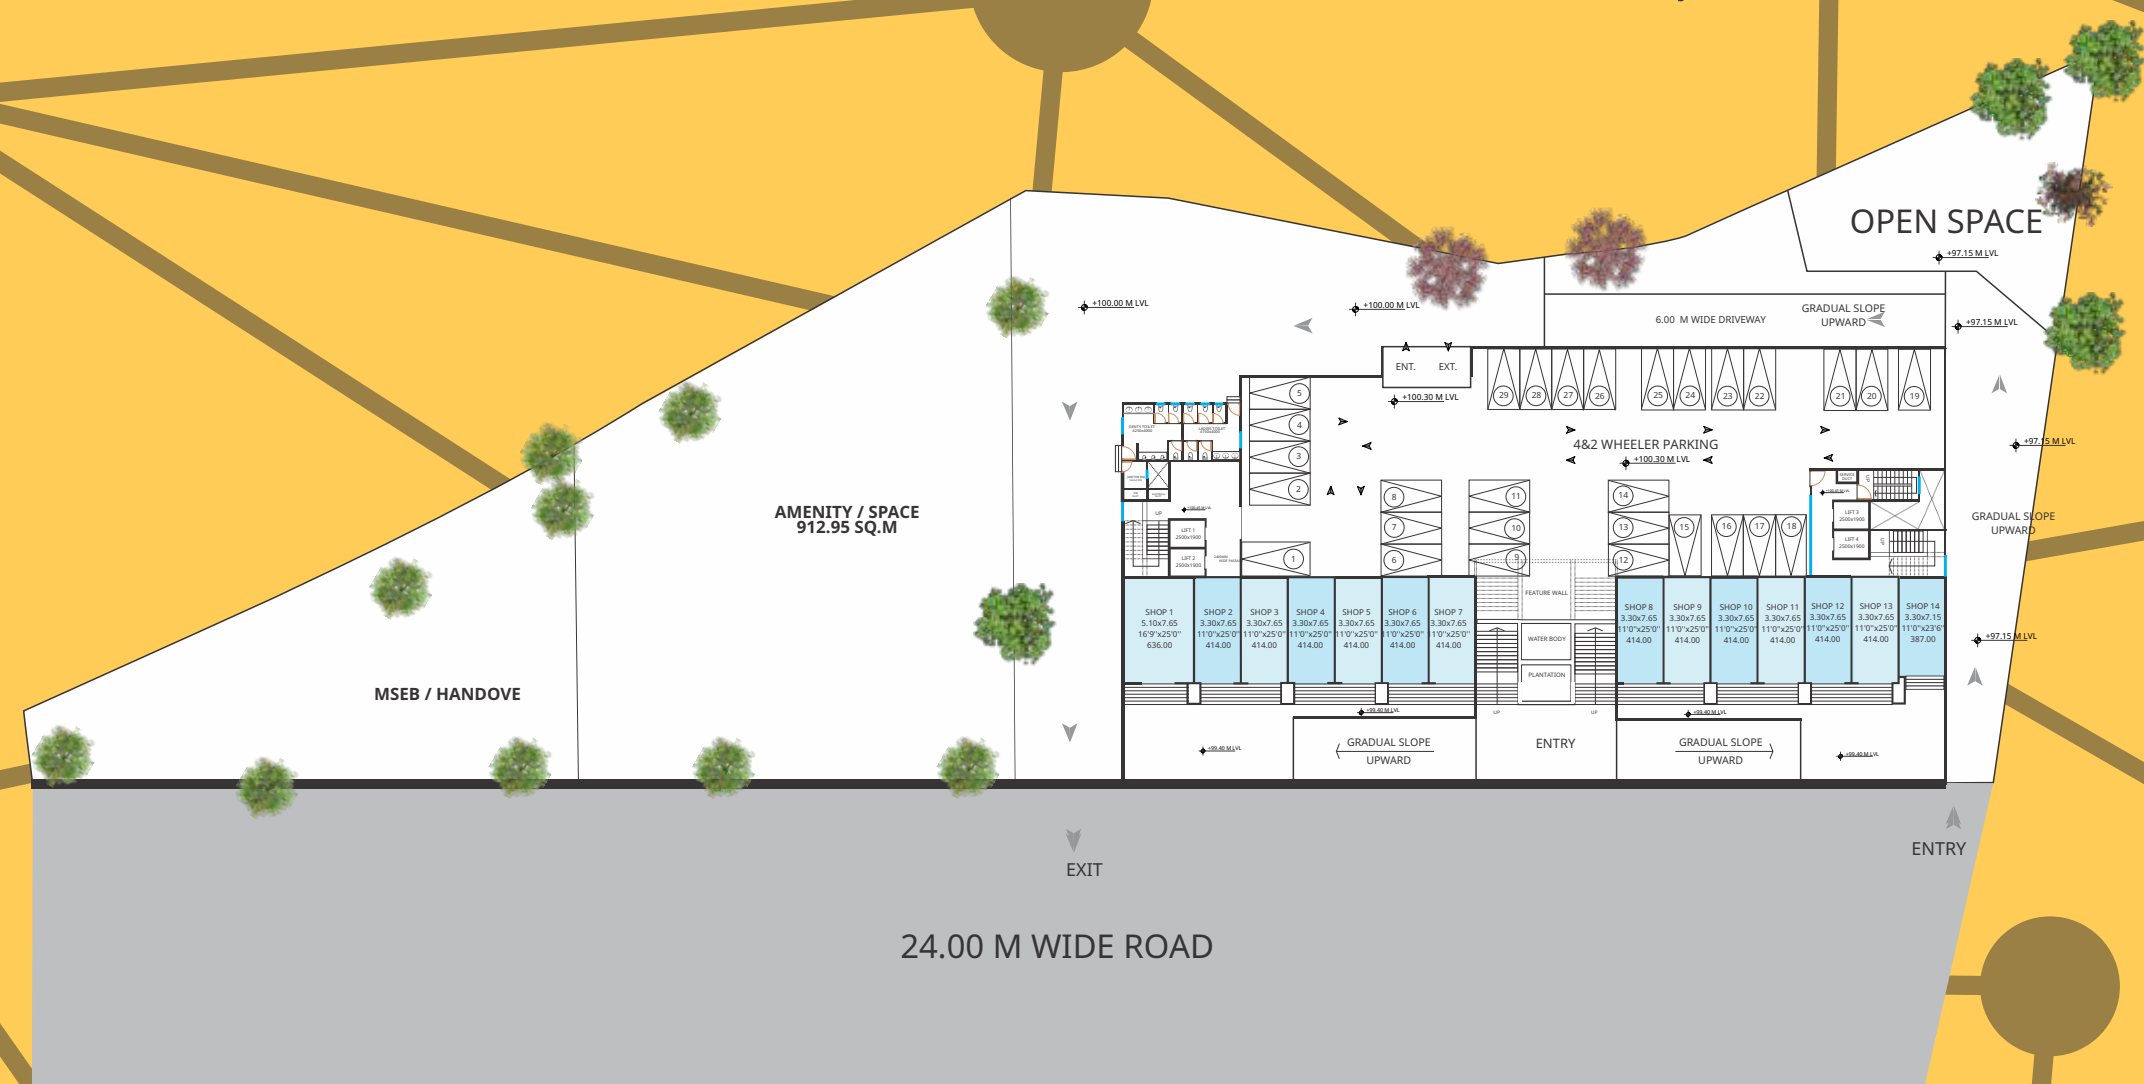 OPEN SPACE
+97.15 M LVL
+100.00 M LVL
+100.00 M LVL
GRADUAL SLOPE
UPWARD
6.00 M WIDE DRIVEWAY
+97.15 M LVL
ENT.
EXT.
+100.30 M LVL
5
4
3
2
1
29
28
27
26
25
24
23
22
21
20
19
4&2 WHEELER PARKING
+100.30 M LVL
+97.15 M LVL
8
7
6
11
10
9
14
13
12
15
16
17
18
UP
LIFT 1
2500x1900
LIFT 2
2500x1900
UP
LIFT 3
2500x1900
LIFT 4
2500x1900
UP
GRADUAL SLOPE
UPWARD
AMENITY / SPACE
912.95 SQ.M
MSEB / HANDOVE
SHOP 1
5.10x7.65
16'9'x25'0"
636.00
SHOP 2
3.30x7.65
11'0"x25'0"
414.00
SHOP 3
3.30x7.65
11'0"x25'0"
414.00
SHOP 4
3.30x7.65
11'0"x25'0"
414.00
SHOP 5
3.30x7.65
11'0"x25'0"
414.00
SHOP 6
3.30x7.65
11'0"x25'0"
414.00
SHOP 7
3.30x7.65
11'0"x25'0"
414.00
FEATURE WALL
WATER BODY
PLANTATION
UP
UP
SHOP 8
3.30x7.65
11'0"x25'0"
414.00
SHOP 9
3.30x7.65
11'0"x25'0"
414.00
SHOP 10
3.30x7.65
11'0"x25'0"
414.00
SHOP 11
3.30x7.65
11'0"x25'0"
414.00
SHOP 12
3.30x7.65
11'0"x25'0"
414.00
SHOP 13
3.30x7.65
11'0"x25'0"
414.00
SHOP 14
3.30x7.15
11'0"x23'6"
387.00
+97.15 M LVL
+99.40 M LVL
+99.40 M LVL
+99.40 M LVL
GRADUAL SLOPE
UPWARD
ENTRY
GRADUAL SLOPE
UPWARD
+99.40 M LVL
EXIT
ENTRY
24.00 M WIDE ROAD